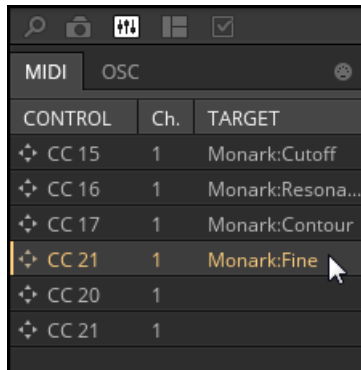 MIDI OSC
CONTROL Ch. TARGET
CC 15 1 Monark:Cutoff
CC 16 1 Monark:Resona...
CC 17 1 Monark:Contour
CC 21 1 Monark:Fine
CC 20 1
CC 21 1